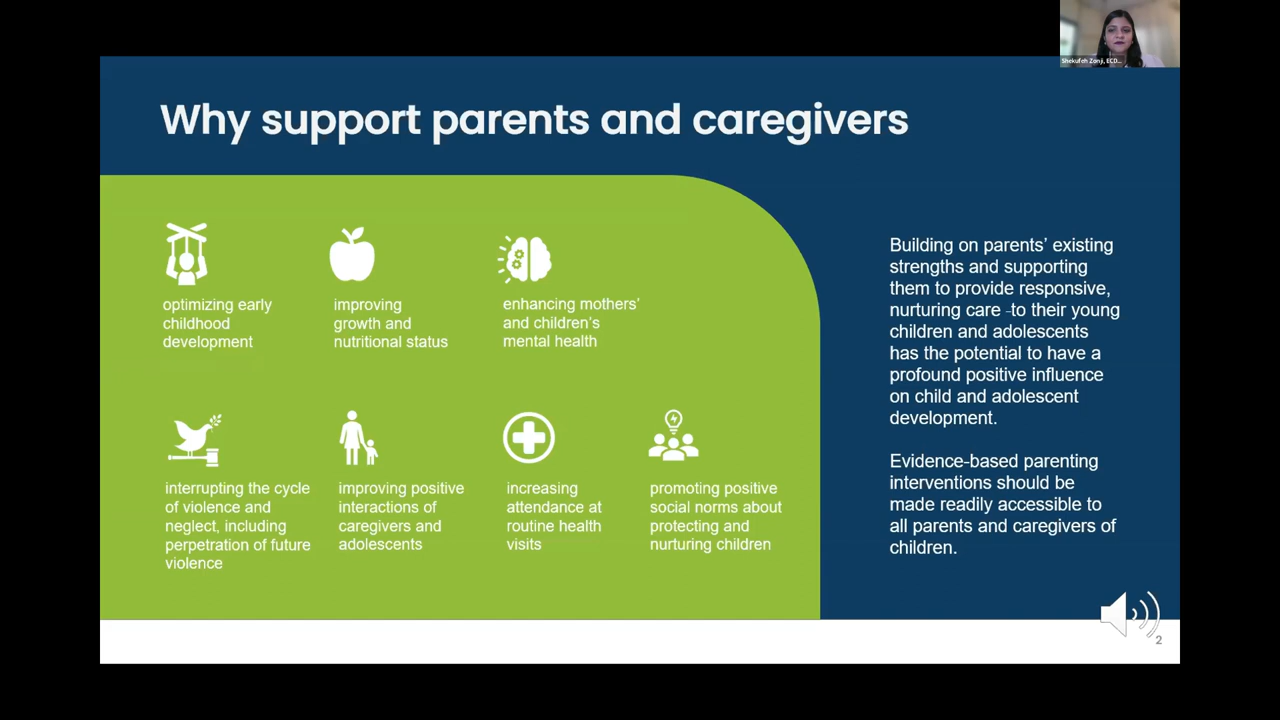 Shekufeh Zonji, ECD...
Why support parents and caregivers
optimizing early
childhood
development
improving
growth and
nutritional status
enhancing mothers'
and children's
mental health
interrupting the cycle
of violence and
neglect, including
perpetration of future
violence
improving positive
interactions of
caregivers and
adolescents
increasing
attendance at
routine health
visits
promoting positive
social norms about
protecting and
nurturing children
Building on parents' existing
strengths and supporting
them to provide responsive,
nurturing care -to their young
children and adolescents
has the potential to have a
profound positive influence
on child and adolescent
development.
Evidence-based parenting
interventions should be
made readily accessible to
all parents and caregivers of
children.
2